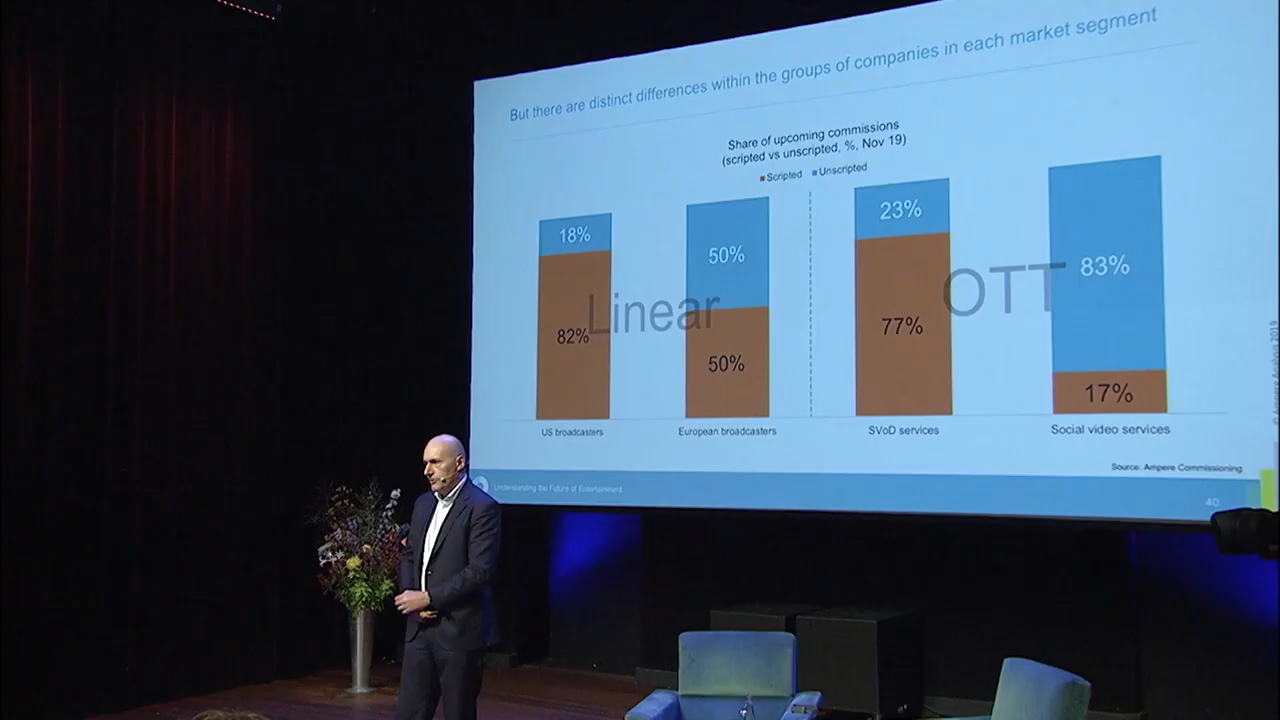 But there are distinct differences within the groups of companies in each market segment
Share of upcoming commissions
(scripted vs unscripted, %, Nov 19)
Scripted Unscripted
18%
82%
50%
50%
23%
77%
83%
17%
Linear
OTT
US broadcasters
European broadcasters
SVoD services
Social video services
Source: Ampere Commissioning
Understanding the Future of Entertainment
40